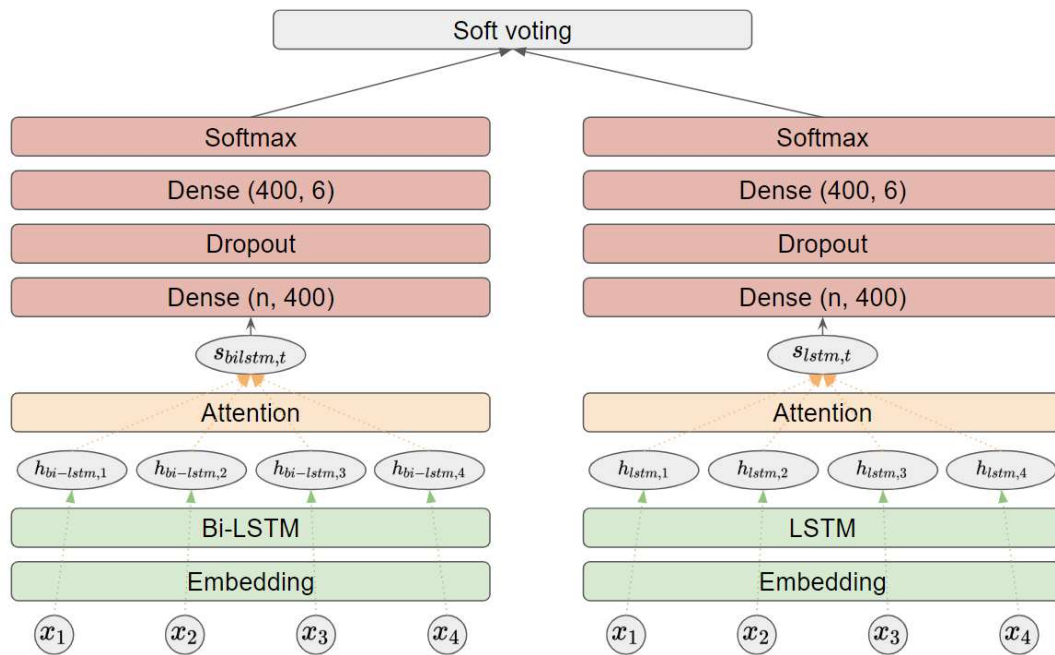 Soft voting
Softmax Softmax
Dense (400, 6) Dense (400, 6)
Dropout Dropout
Dense (n, 400) Dense (n, 400)
s_{bilstm,t} s_{lstm,t}
Attention Attention
h_{bi-lstm,1} h_{bi-lstm,2} h_{bi-lstm,3} h_{bi-lstm,4} h_{lstm,1} h_{lstm,2} h_{lstm,3} h_{lstm,4}
Bi-LSTM LSTM
Embedding Embedding
x_1 x_2 x_3 x_4 x_1 x_2 x_3 x_4